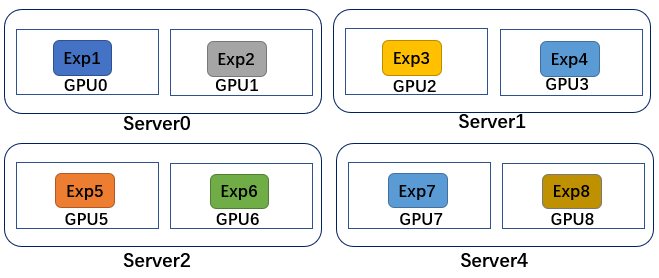 Exp1 Exp2 Exp3 Exp4
GPU0 GPU1 GPU2 GPU3
Server0 Server1
Exp5 Exp6 Exp7 Exp8
GPU5 GPU6 GPU7 GPU8
Server2 Server4